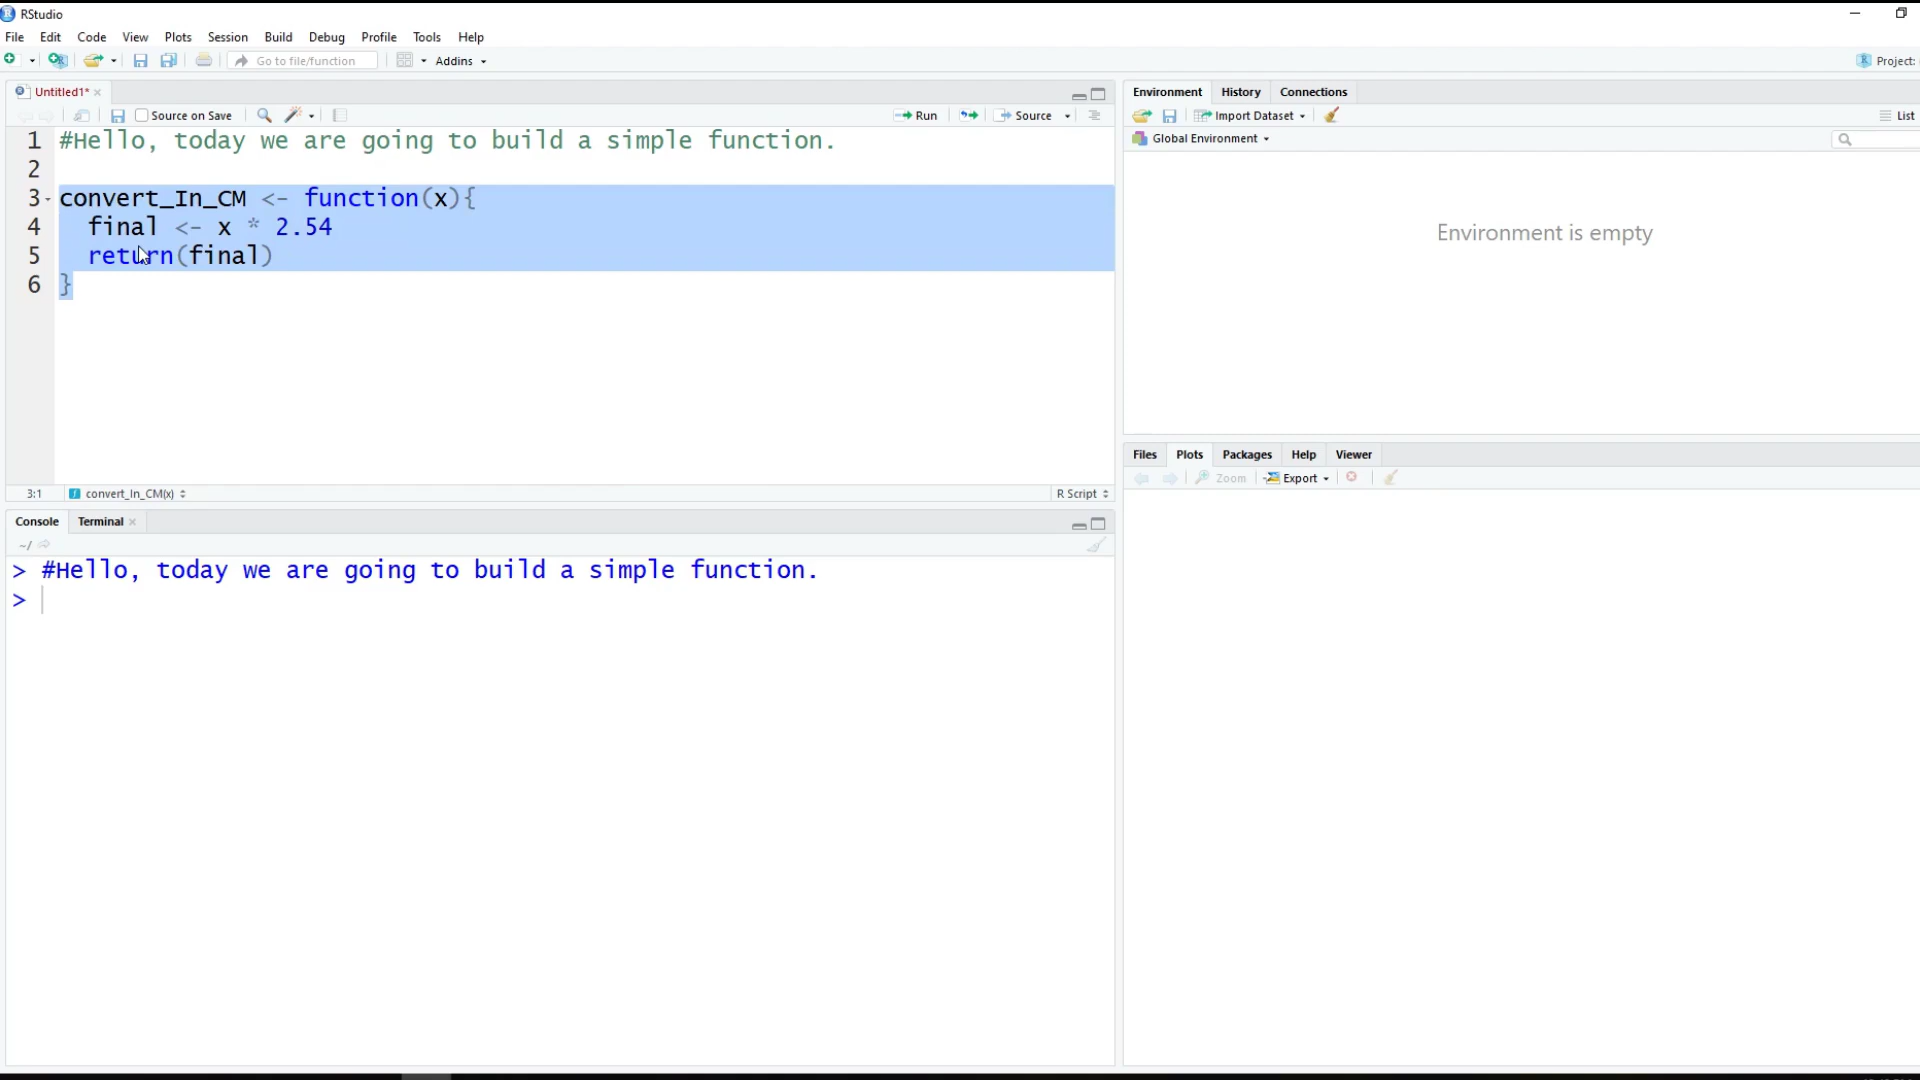 RStudio
File Edit Code View Plots Session Build Debug Profile Tools Help
Go to file/function Addins Project:
Untitled1*
Source on Save Run Source
1 #Hello, today we are going to build a simple function.
2
3 convert_In_CM <- function(x){
4 final <- x * 2.54
5 return(final)
6 }
3:1 convert_In_CM(x) R Script
Console Terminal
~/
> #Hello, today we are going to build a simple function.
>
Environment History Connections
Import Dataset List
Global Environment
Environment is empty
Files Plots Packages Help Viewer
Zoom Export